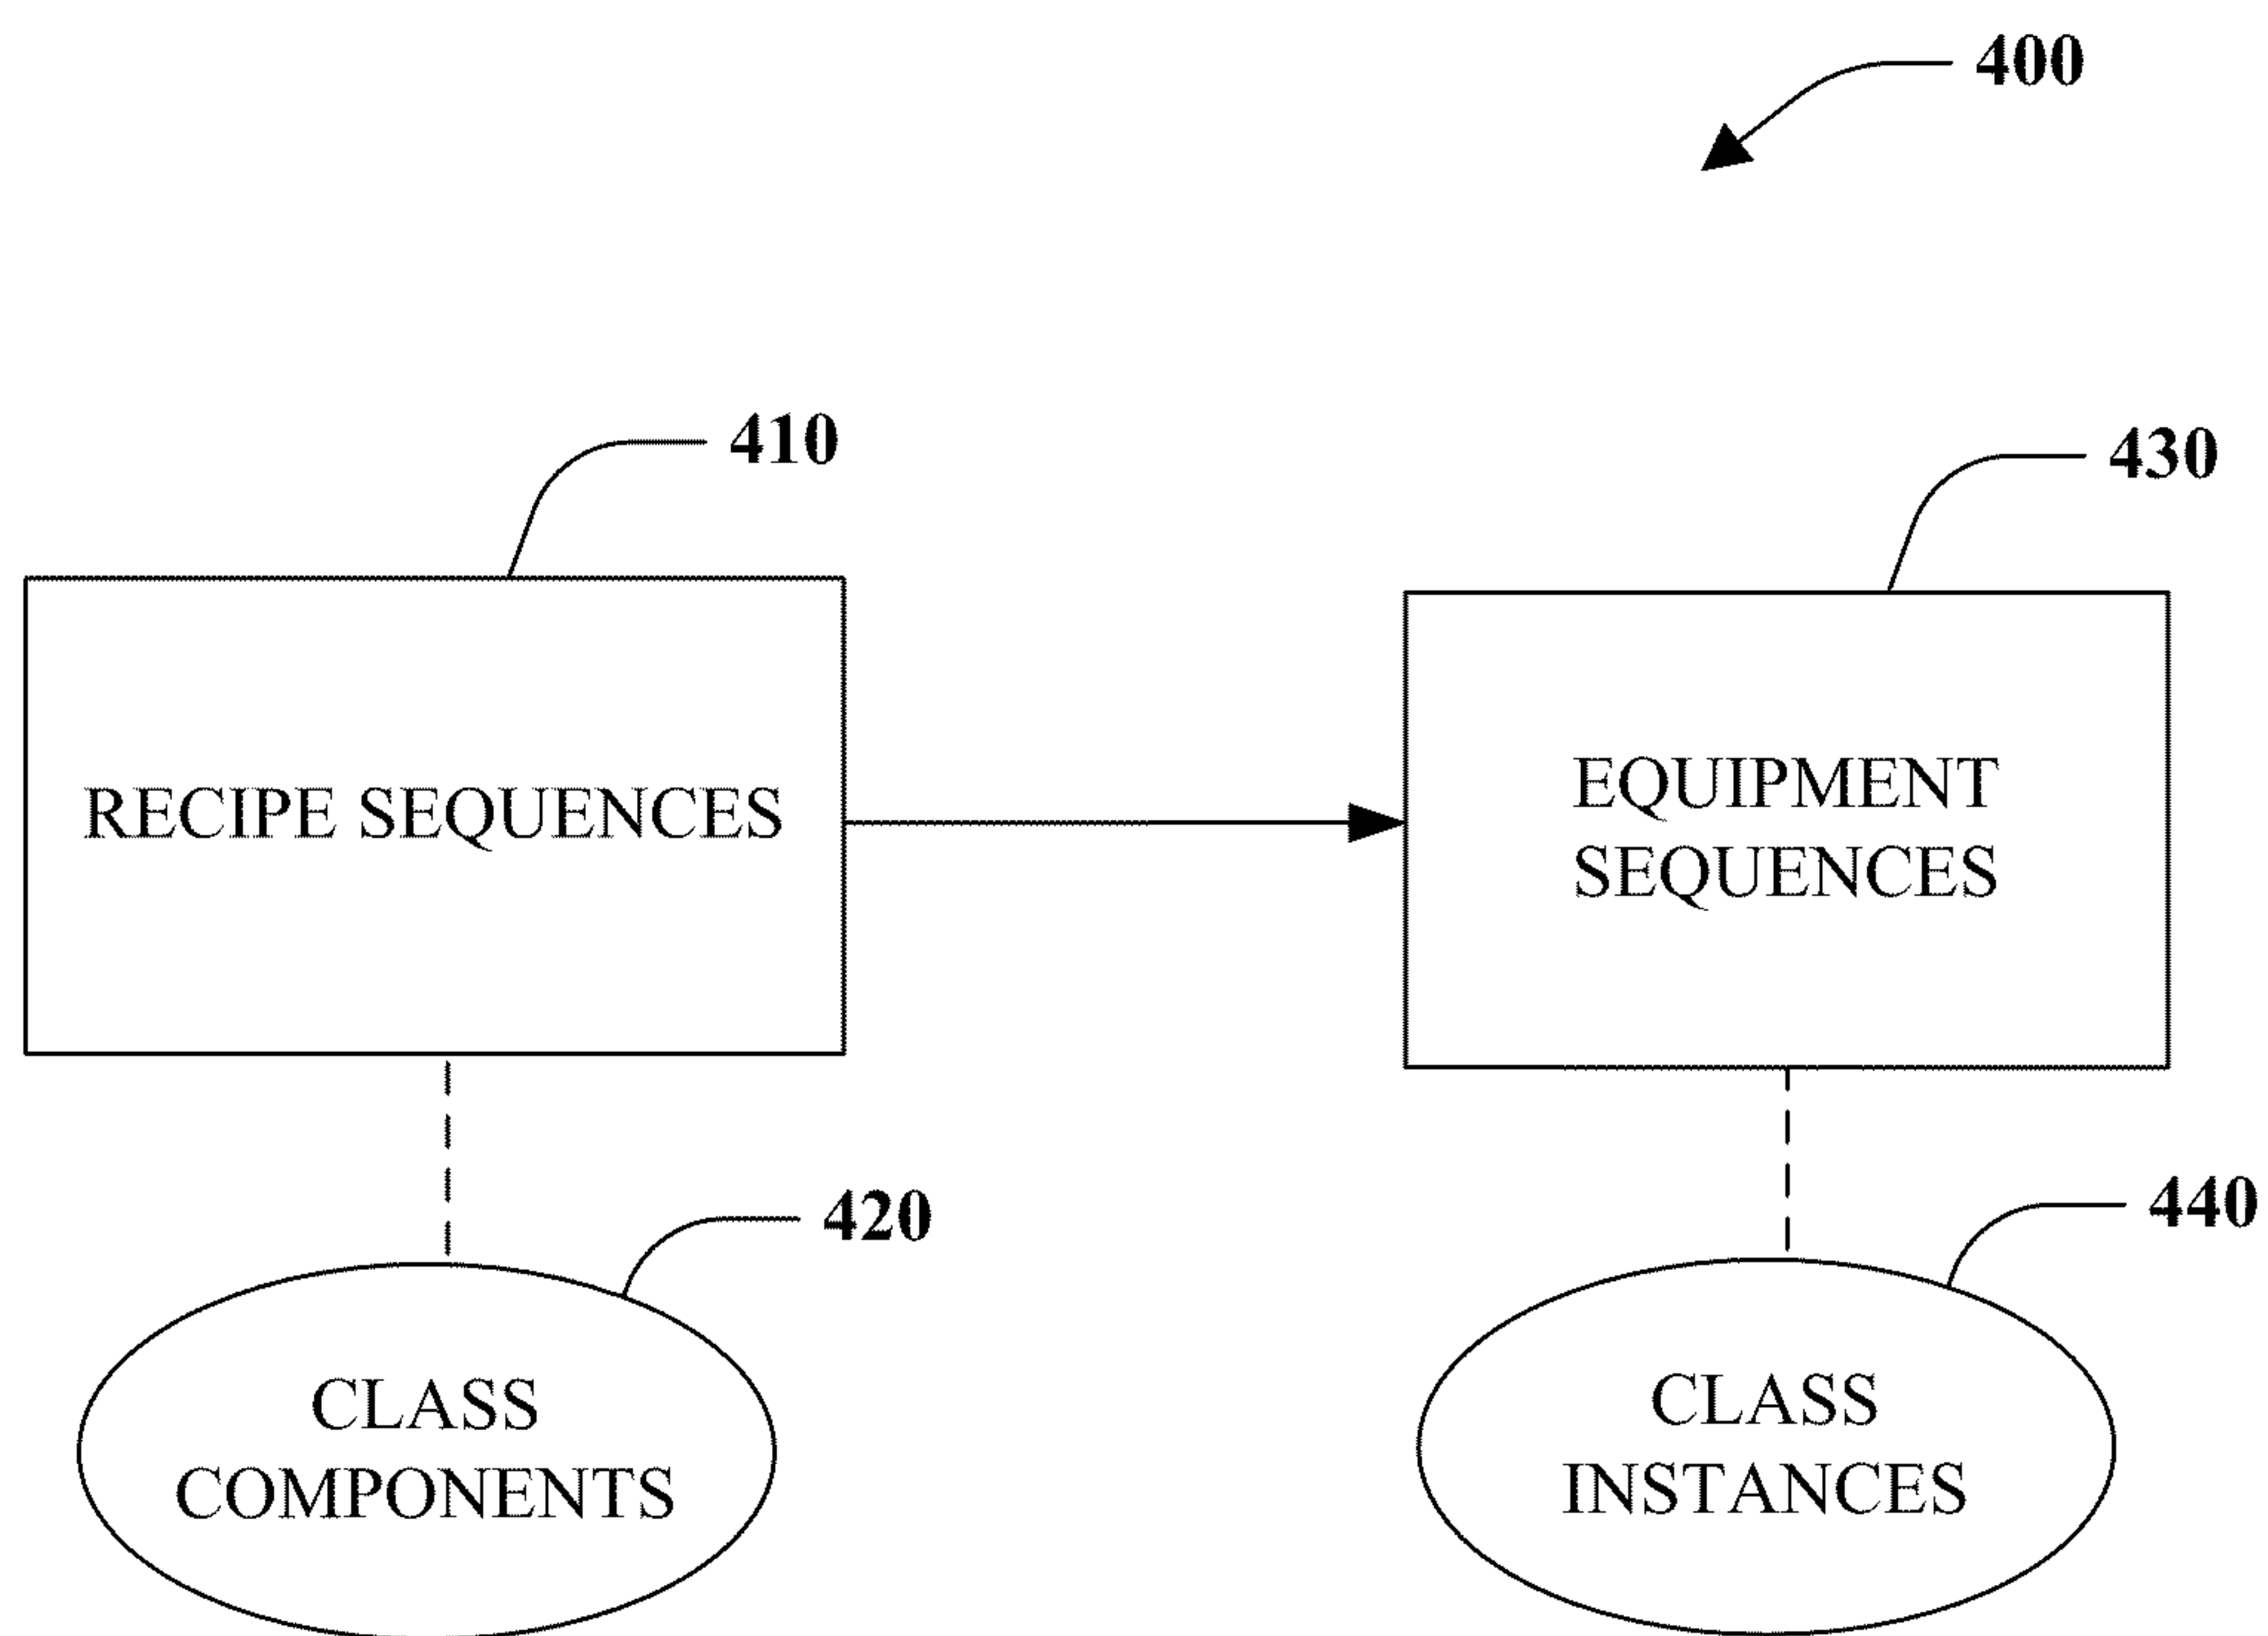 400
410
430
RECIPE SEQUENCES
EQUIPMENT
SEQUENCES
420
440
CLASS
COMPONENTS
CLASS
INSTANCES